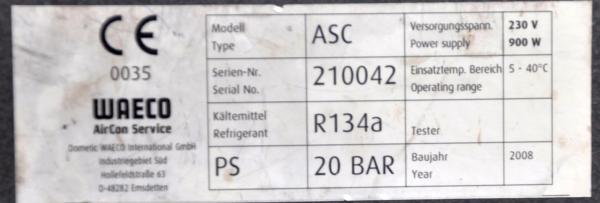 CE
0035
WAECO
AirCon Service
Dometic WAECO International GmbH
Industriegebiet Süd
Hollefeldstraße 63
D-48282 Emsdetten
Modell
Type
ASC
Versorgungsspann.
Power supply
230 V
900 W
Serien-Nr.
Serial No.
210042
Einsatztemp. Bereich
Operating range
5 - 40°C
Kältemittel
Refrigerant
R134a
Tester
PS
20 BAR
Baujahr
Year
2008